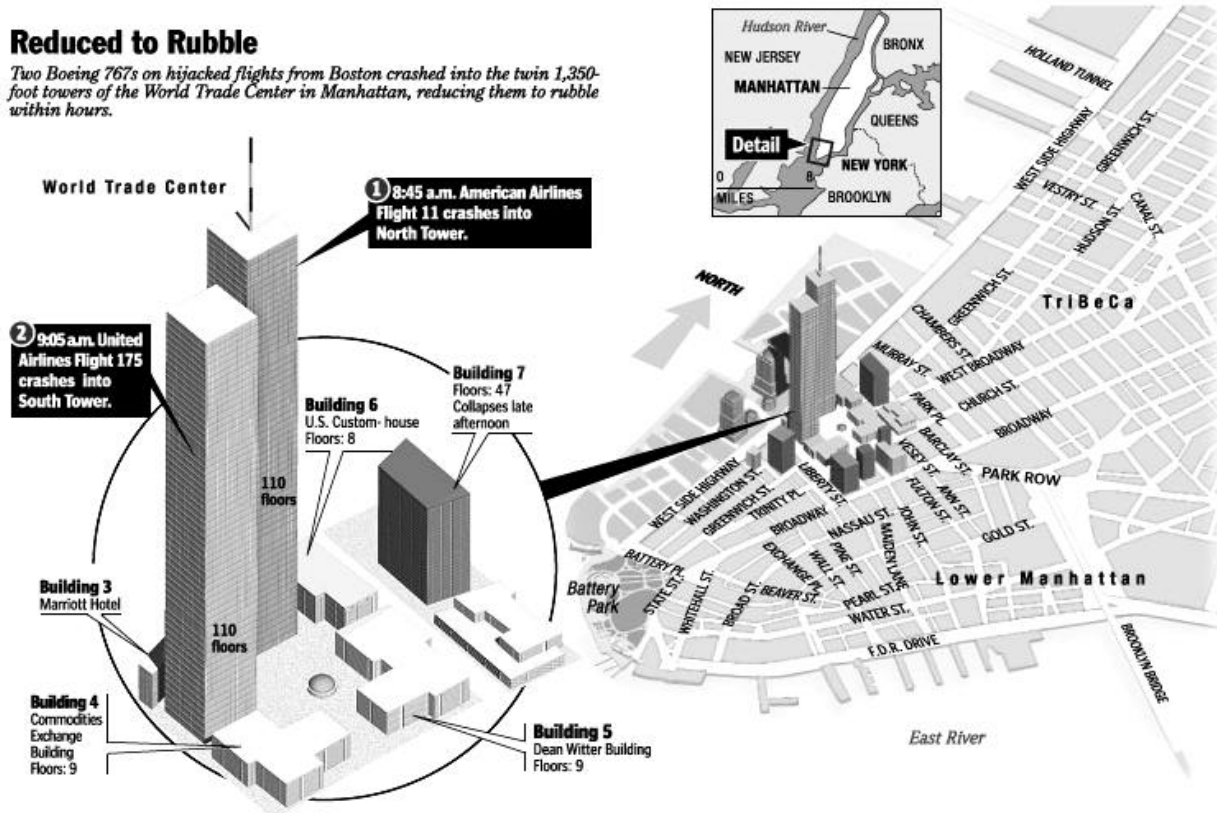 Reduced to Rubble
Two Boeing 767s on hijacked flights from Boston crashed into the twin 1,350-
foot towers of the World Trade Center in Manhattan, reducing them to rubble
within hours.
World Trade Center
1 8:45 a.m. American Airlines
Flight 11 crashes into
North Tower.
2 9:05 a.m. United
Airlines Flight 175
crashes into
South Tower.
Building 6
U.S. Custom- house
Floors: 8
Building 7
Floors: 47
Collapses late
afternoon
110
floors
110
floors
Building 3
Marriott Hotel
Building 4
Commodities
Exchange
Building
Floors: 9
Building 5
Dean Witter Building
Floors: 9
Hudson River
NEW JERSEY
BRONX
MANHATTAN
QUEENS
Detail
NEW YORK
0 8
MILES
BROOKLYN
NORTH
HOLLAND TUNNEL
WEST SIDE HIGHWAY
GREENWICH ST.
VESTRY ST.
CANAL ST.
HUDSON ST.
GREENWICH ST.
TriBeCa
CHAMBERS ST.
MURRAY ST.
WEST BROADWAY
PARK PL.
CHURCH ST.
BROADWAY
BARCLAY ST.
VESEY ST.
PARK ROW
ANN ST.
FULTON ST.
WEST SIDE HIGHWAY
WASHINGTON ST.
GREENWICH ST.
TRINITY PL.
LIBERTY ST.
BROADWAY
NASSAU ST.
JOHN ST.
GOLD ST.
MAIDEN LANE
PINE ST.
WALL ST.
EXCHANGE PL.
BATTERY PL.
Battery
Park
STATE ST.
WHITEHALL ST.
BROAD ST.
BEAVER ST.
PEARL ST.
WATER ST.
Lower Manhattan
F.D.R. DRIVE
BROOKLYN BRIDGE
East River